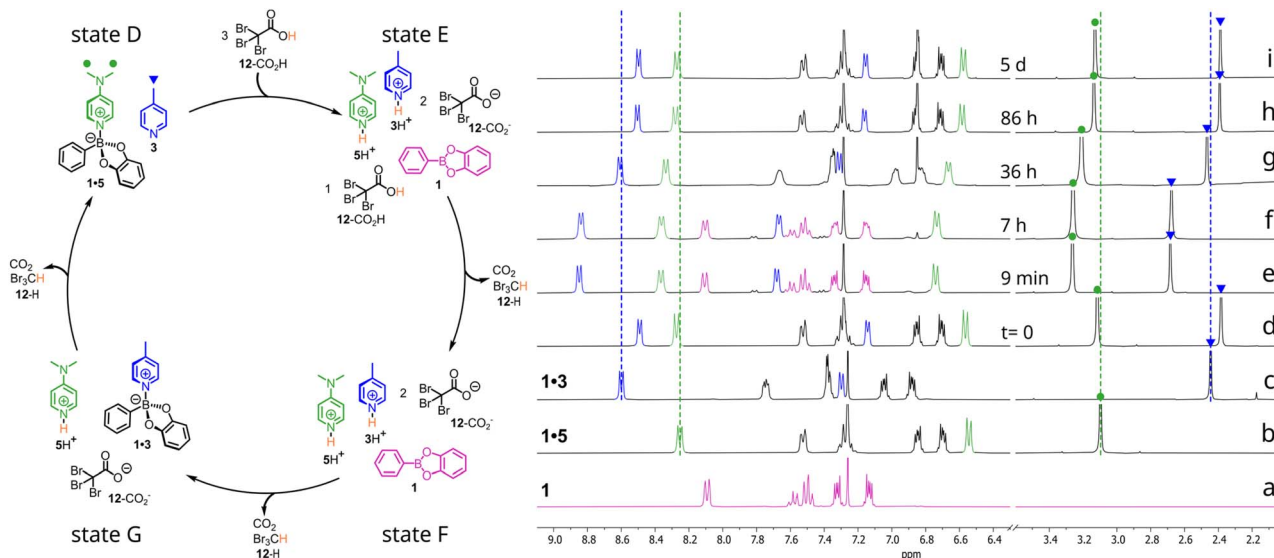 state D
N
N
⊕
N
⊖
B
O
O
N
3
1•5
3
O
Br
Br
Br
OH
12-CO₂H
state E
N
N
⊕
H
5H⁺
N
⊕
H
3H⁺
2
O
Br
Br
Br
O
⊖
12-CO₂⁻
1
O
Br
Br
Br
OH
12-CO₂H
O
B
O
1
CO₂
Br₃CH
12-H
CO₂
Br₃CH
12-H
N
N
⊕
H
5H⁺
N
⊕
⊖
B
O
O
1•3
O
Br
Br
Br
O
⊖
12-CO₂⁻
state G
CO₂
Br₃CH
12-H
N
N
⊕
H
5H⁺
N
⊕
H
3H⁺
2
O
Br
Br
Br
O
⊖
12-CO₂⁻
O
B
O
1
state F
5 d
i
86 h
h
36 h
g
7 h
f
9 min
e
t= 0
d
1•3
c
1•5
b
1
a
9.0 8.8 8.6 8.4 8.2 8.0 7.8 7.6 7.4 7.2 7.0 6.8 6.6 6.4 6.2 3.4 3.2 3.0 2.8 2.6 2.4 2.2
ppm